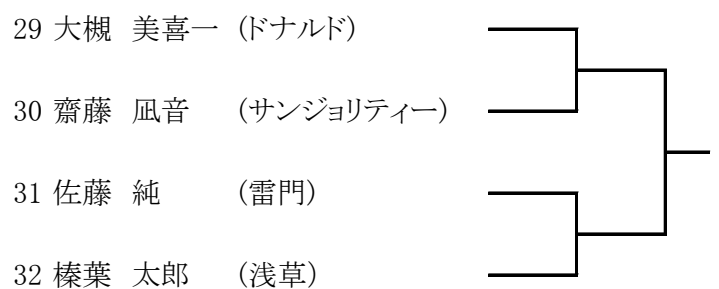 29 大槻 美喜一 (ドナルド)
30 齋藤 凪音 (サンジョリティー)
31 佐藤 純 (雷門)
32 榛葉 太郎 (浅草)